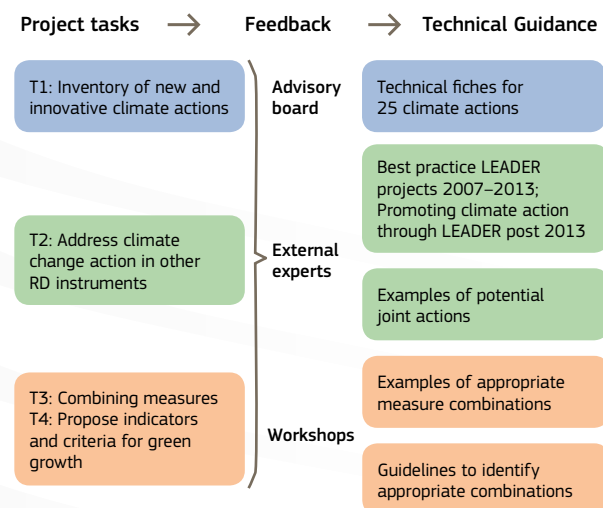 Project tasks → Feedback → Technical Guidance
T1: Inventory of new and
innovative climate actions
T2: Address climate
change action in other
RD instruments
T3: Combining measures
T4: Propose indicators
and criteria for green
growth
Advisory
board
External
experts
Workshops
Technical fiches for
25 climate actions
Best practice LEADER
projects 2007–2013;
Promoting climate action
through LEADER post 2013
Examples of potential
joint actions
Examples of appropriate
measure combinations
Guidelines to identify
appropriate combinations